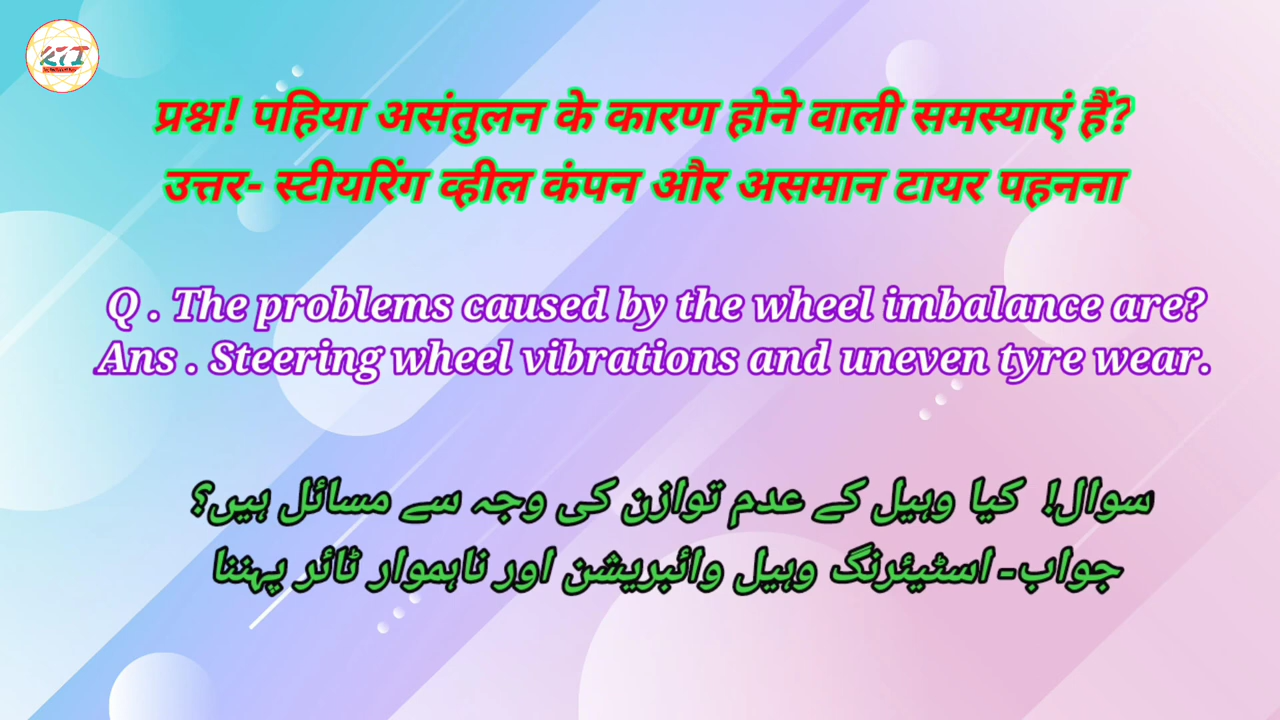 KTI
प्रश्न! पहिया असंतुलन के कारण होने वाली समस्याएं हैं?
उत्तर- स्टीयरिंग व्हील कंपन और असमान टायर पहनना
Q . The problems caused by the wheel imbalance are?
Ans . Steering wheel vibrations and uneven tyre wear.
سوال! کیا وہیل کے عدم توازن کی وجہ سے مسائل ہیں؟
جواب- اسٹیئرنگ وہیل وائبریشن اور ناہموار ٹائر پہننا